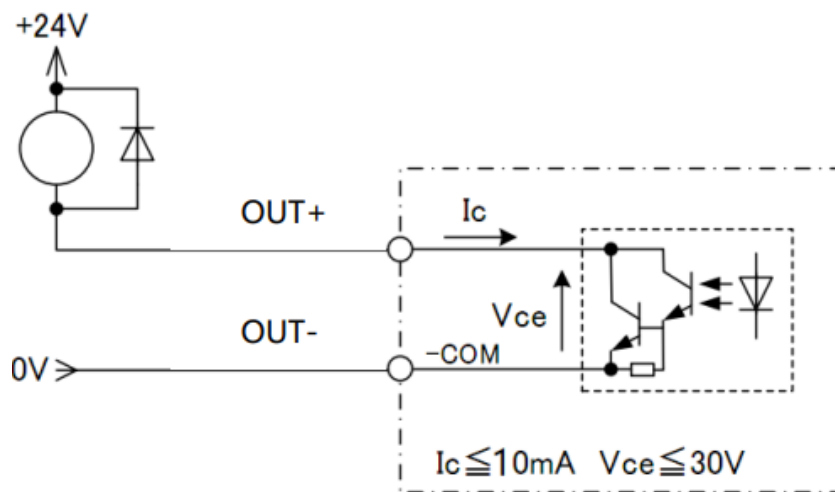 +24V
OUT+
Ic
Vce
OUT-
-COM
0V
Ic≦10mA Vce≦30V